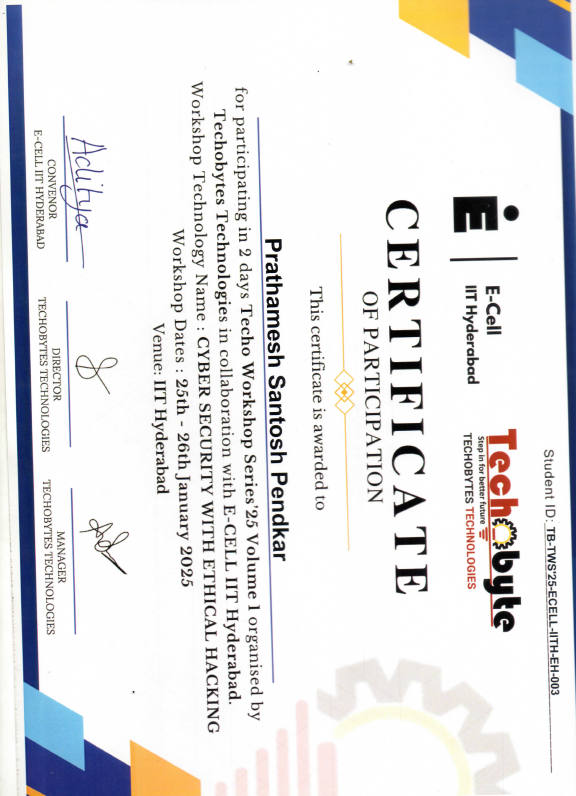 Student ID: TB-TWS'25-ECELL-IITH-EH-003
E-Cell
IIT Hyderabad
Techobyte
Step in for better future
TECHOBYTES TECHNOLOGIES
CERTIFICATE
OF PARTICIPATION
This certificate is awarded to
Prathamesh Santosh Pendkar
for participating in 2 days Techo Workshop Series'25 Volume 1 organised by
Techobytes Technologies in collaboration with E-CELL IIT Hyderabad.
Workshop Technology Name : CYBER SECURITY WITH ETHICAL HACKING
Workshop Dates : 25th - 26th January 2025
Venue: IIT Hyderabad
Aditya
CONVENOR
E-CELL IIT HYDERABAD
DIRECTOR
TECHOBYTES TECHNOLOGIES
MANAGER
TECHOBYTES TECHNOLOGIES